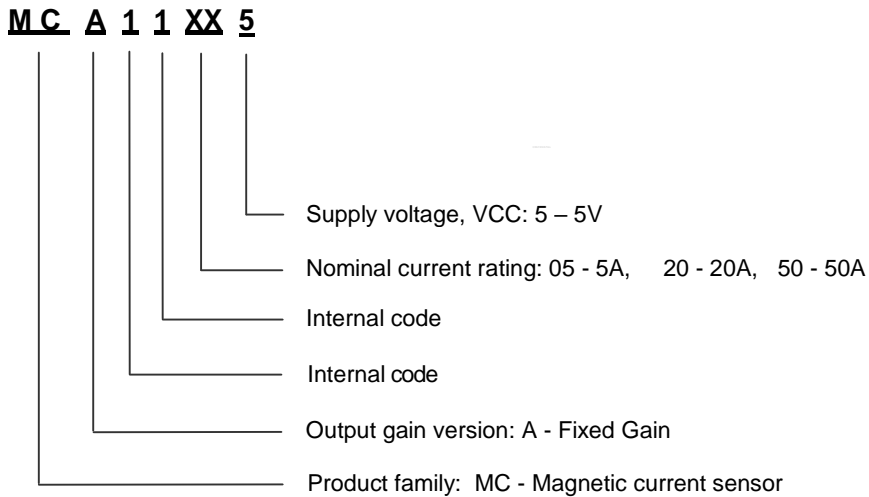 MC A 1 1 XX 5
Supply voltage, VCC: 5 – 5V
Nominal current rating: 05 - 5A, 20 - 20A, 50 - 50A
Internal code
Internal code
Output gain version: A - Fixed Gain
Product family: MC - Magnetic current sensor